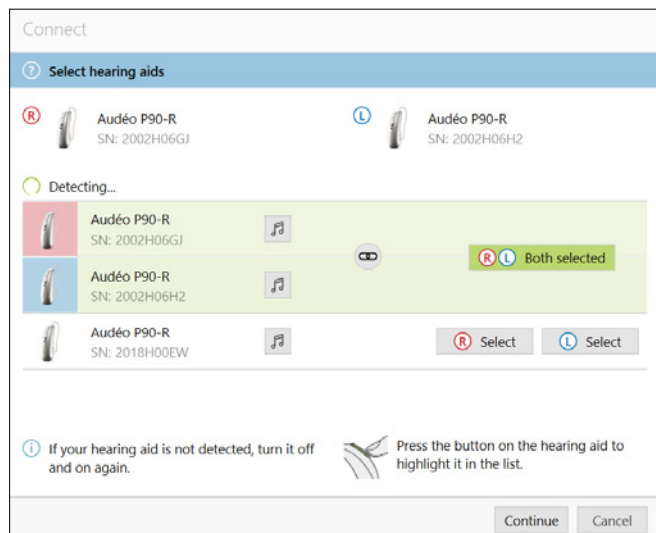 Connect
? Select hearing aids
R Audéo P90-R
SN: 2002H06GJ
L Audéo P90-R
SN: 2002H06H2
Detecting...
Audéo P90-R
SN: 2002H06GJ
R L Both selected
Audéo P90-R
SN: 2002H06H2
Audéo P90-R
SN: 2018H00EW
R Select
L Select
i If your hearing aid is not detected, turn it off
and on again.
Press the button on the hearing aid to
highlight it in the list.
Continue
Cancel